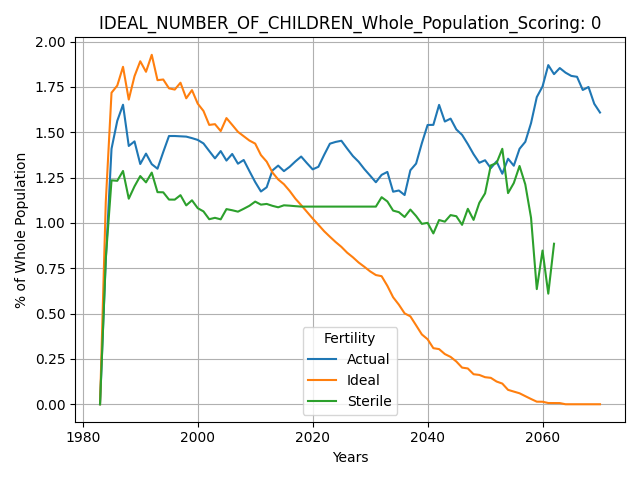 IDEAL_NUMBER_OF_CHILDREN_Whole_Population_Scoring: 0
% of Whole Population
2.00
1.75
1.50
1.25
1.00
0.75
0.50
0.25
0.00
Fertility
Actual
Ideal
Sterile
1980
2000
2020
2040
2060
Years